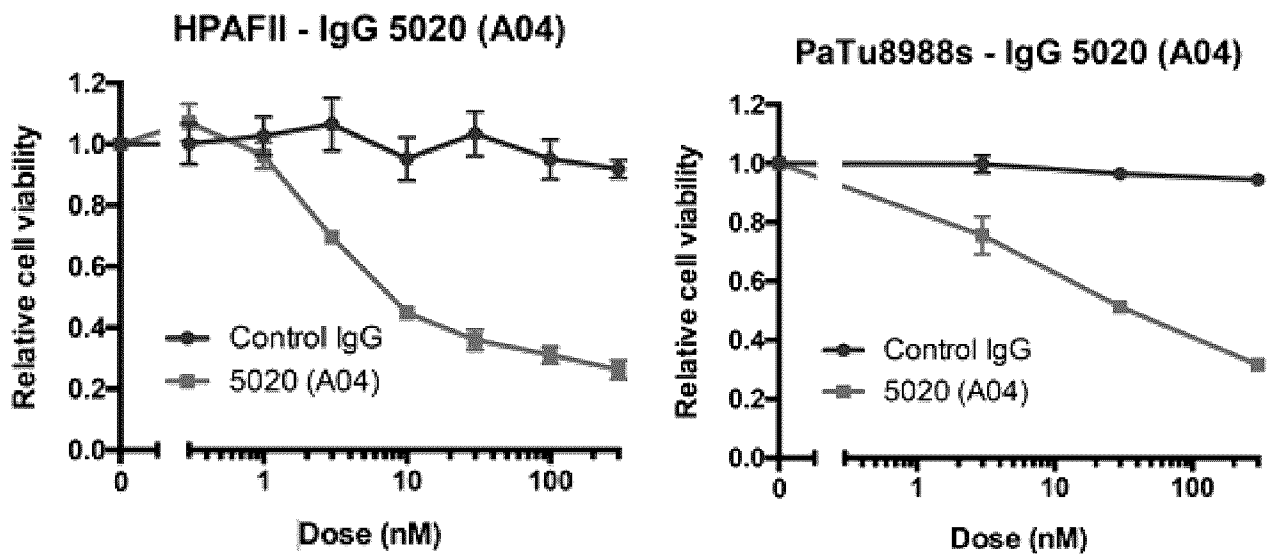 HPAFII - IgG 5020 (A04)
1.2
1.0
0.8
0.6
0.4
0.2
0.0
Relative cell viability
Control IgG
5020 (A04)
0 1 10 100
Dose (nM)
PaTu8988s - IgG 5020 (A04)
1.2
1.0
0.8
0.6
0.4
0.2
0.0
Relative cell viability
Control IgG
5020 (A04)
0 1 10 100
Dose (nM)